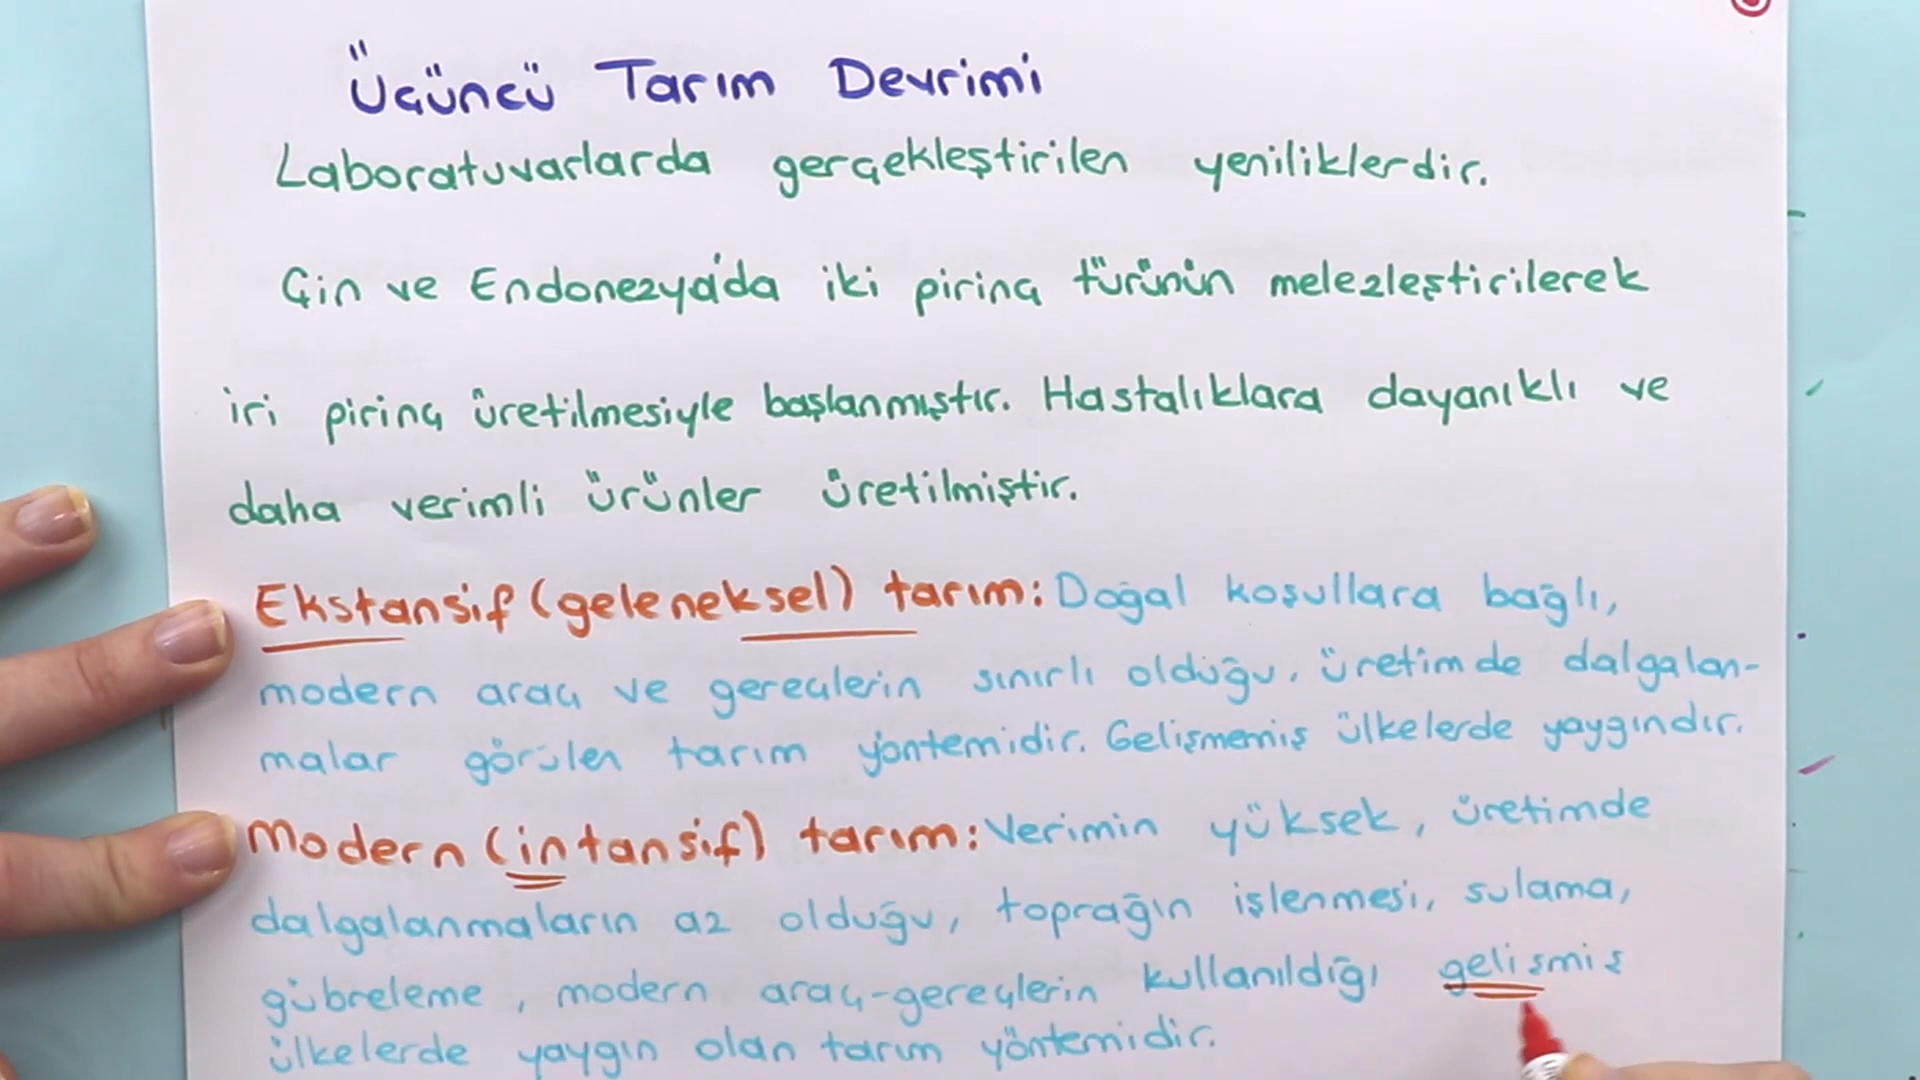 Üçüncü Tarım Devrimi
Laboratuvarlarda gerçekleştirilen yeniliklerdir.
Çin ve Endonezya'da iki pirinç türünün melezleştirilerek
iri pirinç üretilmesiyle başlanmıştır. Hastalıklara dayanıklı ve
daha verimli ürünler üretilmiştir.
Ekstansif (geleneksel) tarım: Doğal koşullara bağlı,
modern araç ve gereçlerin sınırlı olduğu, üretimde dalgalan-
malar görülen tarım yöntemidir. Gelişmemiş ülkelerde yaygındır.
Modern (intansif) tarım: Verimin yüksek, üretimde
dalgalanmaların az olduğu, toprağın işlenmesi, sulama,
gübreleme, modern araç-gereçlerin kullanıldığı gelişmiş
ülkelerde yaygın olan tarım yöntemidir.